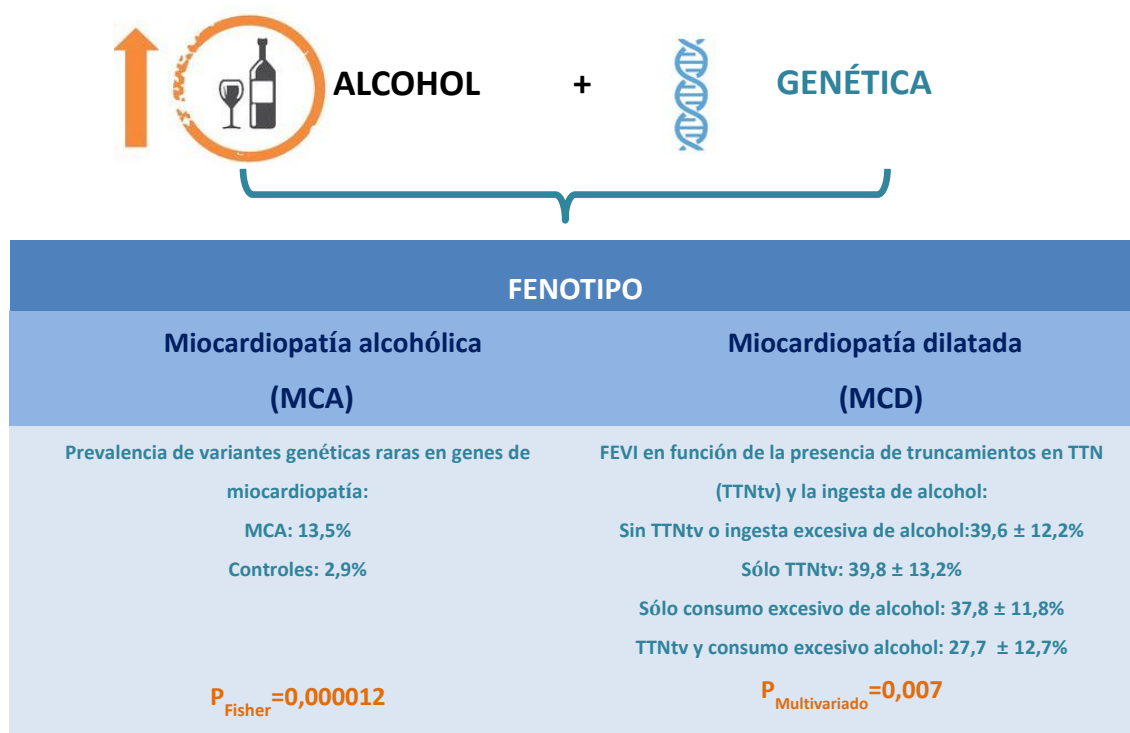 ALCOHOL + GENÉTICA
FENOTIPO
Miocardiopatía alcohólica
(MCA)
Prevalencia de variantes genéticas raras en genes de
miocardiopatía:
MCA: 13,5%
Controles: 2,9%
PFisher=0,000012
Miocardiopatía dilatada
(MCD)
FEVI en función de la presencia de truncamientos en TTN
(TTNtv) y la ingesta de alcohol:
Sin TTNtv o ingesta excesiva de alcohol:39,6 ± 12,2%
Sólo TTNtv: 39,8 ± 13,2%
Sólo consumo excesivo de alcohol: 37,8 ± 11,8%
TTNtv y consumo excesivo alcohol: 27,7 ± 12,7%
PMultivariado=0,007